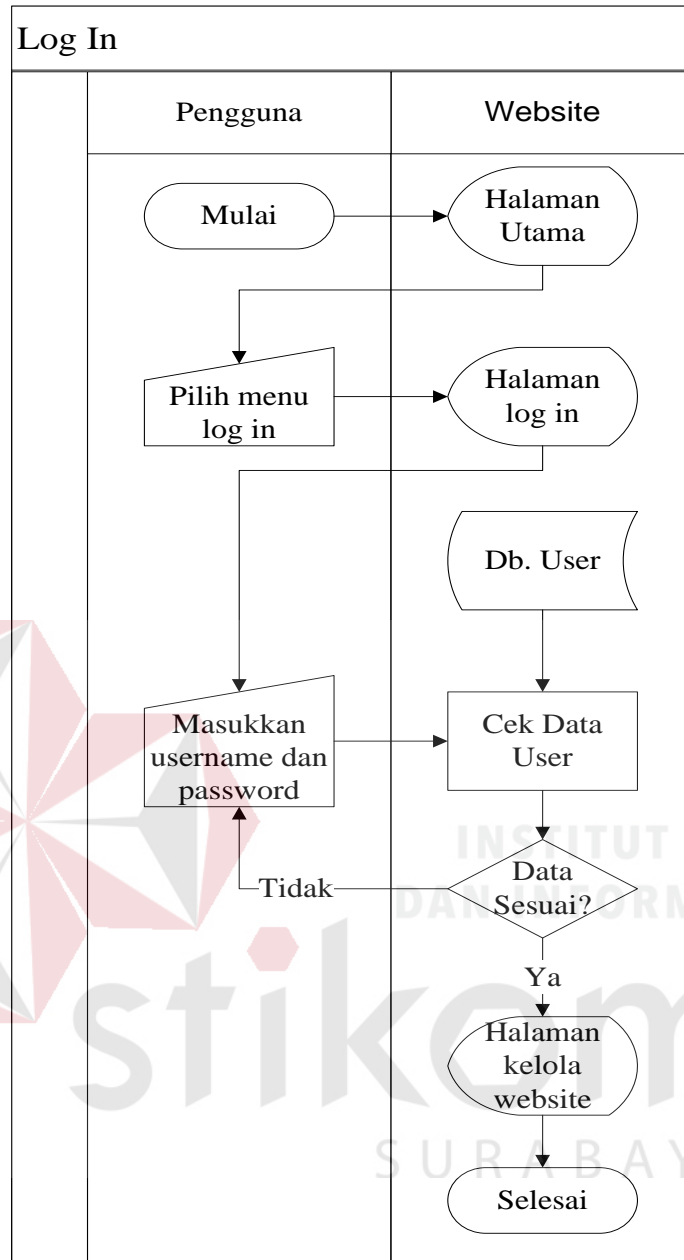 Log In
Pengguna
Website
Mulai
Halaman
Utama
Pilih menu
log in
Halaman
log in
Db. User
Masukkan
username dan
password
Cek Data
User
Data
Sesuai?
Tidak
Ya
Halaman
kelola
website
Selesai
INSTITUT
DAN INFORM
stikom
SURABAY